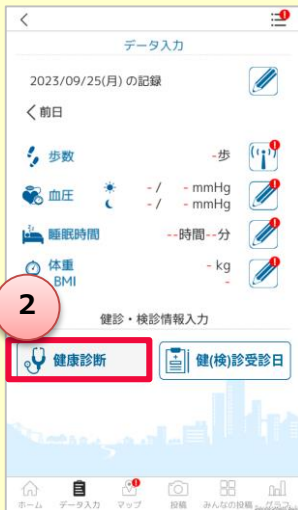 データ入力
2023/09/25(月) の記録
前日
歩数 -歩
血圧 - / - mmHg
- / - mmHg
睡眠時間 --時間--分
体重 - kg
BMI -
2
健診・検診情報入力
健康診断 健(検)診受診日
ホーム データ入力 マップ 投稿 みんなの投稿 グラフ